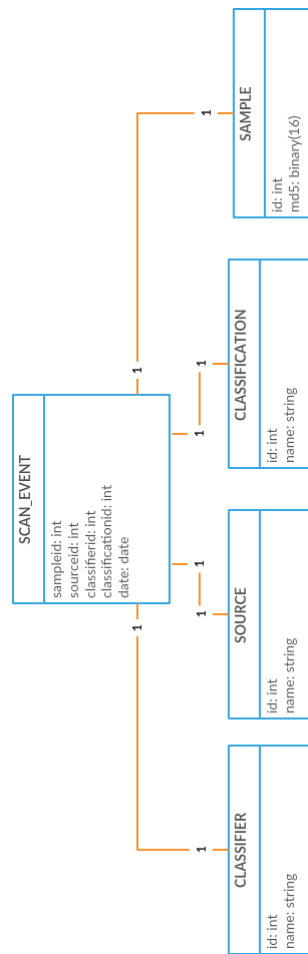 SCAN_EVENT
sampleid: int
sourceid: int
classifierid: int
classificationid: int
date: date
1
1
1
1
1
1
1
1
CLASSIFIER
id: int
name: string
SOURCE
id: int
name: string
CLASSIFICATION
id: int
name: string
SAMPLE
id: int
md5: binary(16)